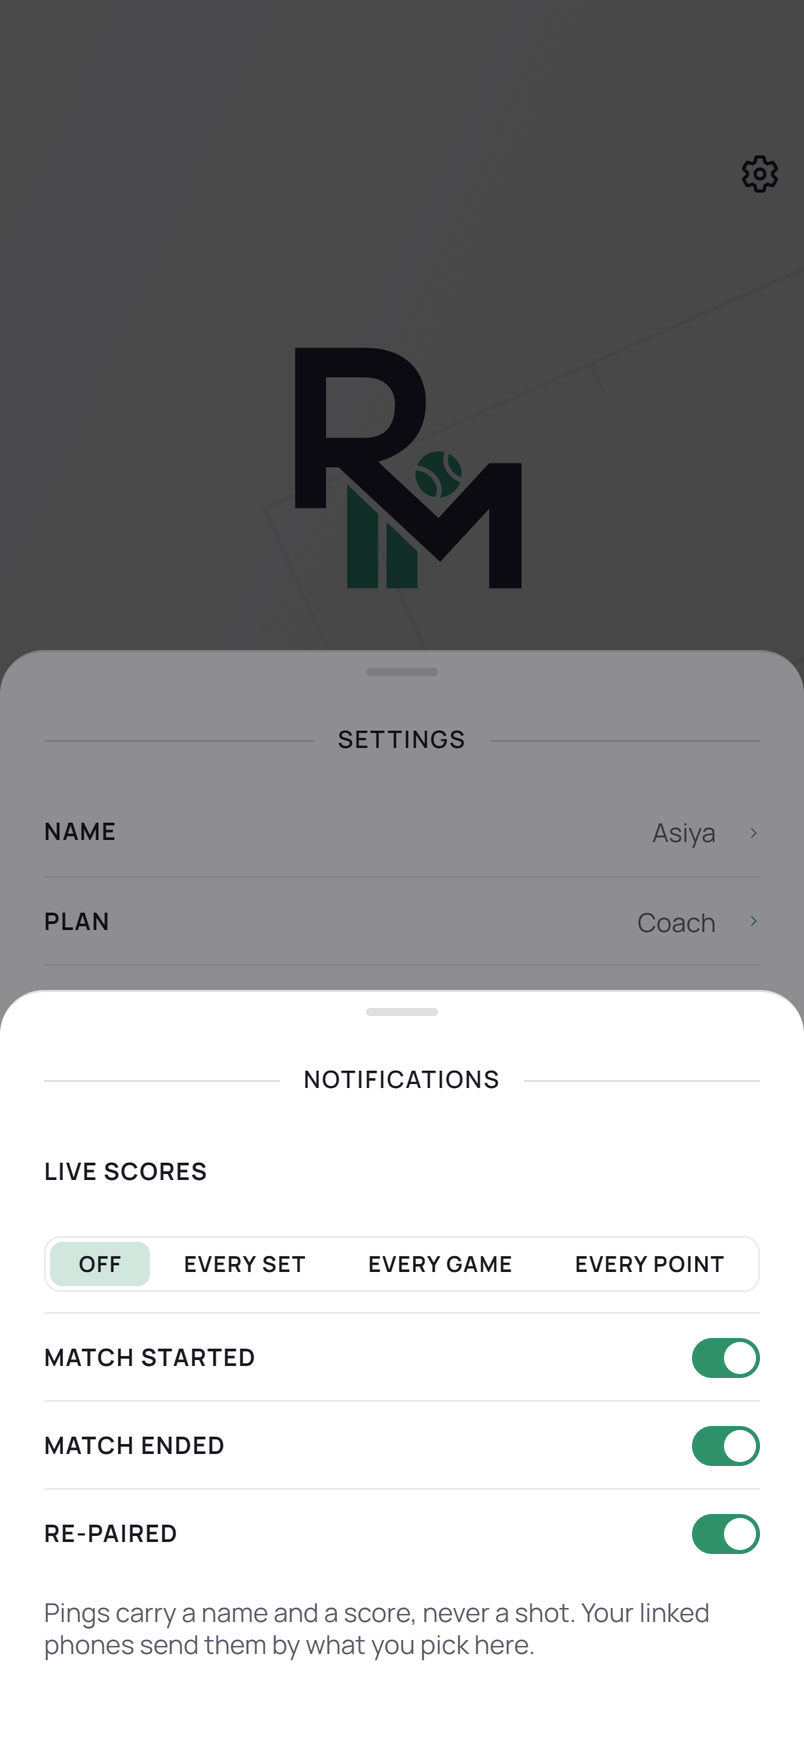 RM
SETTINGS
NAME Asiya
PLAN Coach
NOTIFICATIONS
LIVE SCORES
OFF EVERY SET EVERY GAME EVERY POINT
MATCH STARTED
MATCH ENDED
RE-PAIRED
Pings carry a name and a score, never a shot. Your linked
phones send them by what you pick here.